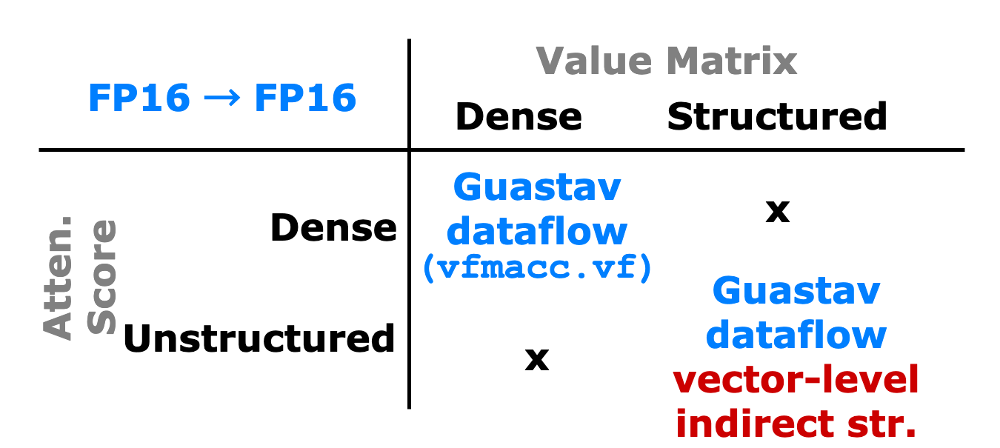 Value Matrix
FP16 → FP16
Dense Structured
Guastav
dataflow
(vfmacc.vf)
x
Atten.
Score
Dense
Unstructured
x
Guastav
dataflow
vector-level
indirect str.